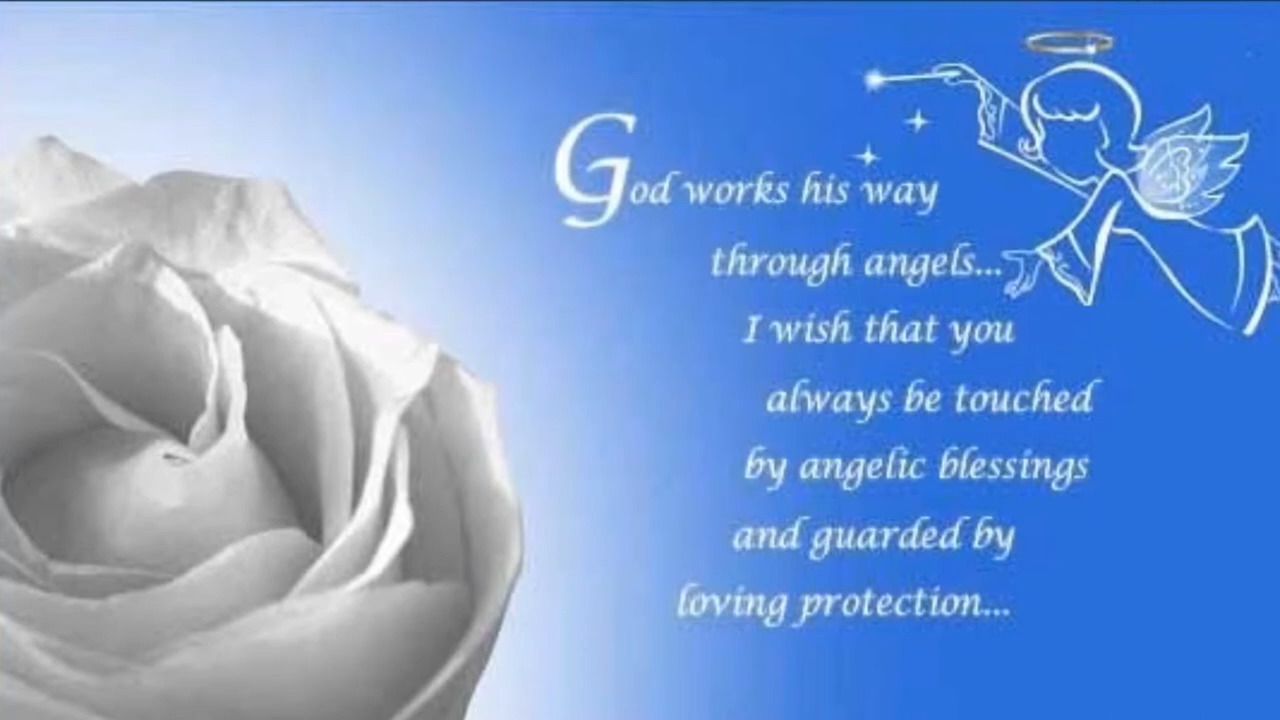 God works his way
through angels...
I wish that you
always be touched
by angelic blessings
and guarded by
loving protection...